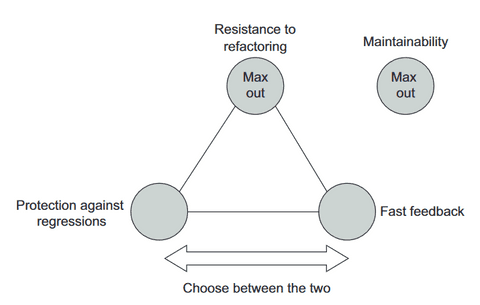 Resistance to
refactoring
Maintainability
Max
out
Max
out
Protection against
regressions
Fast feedback
Choose between the two